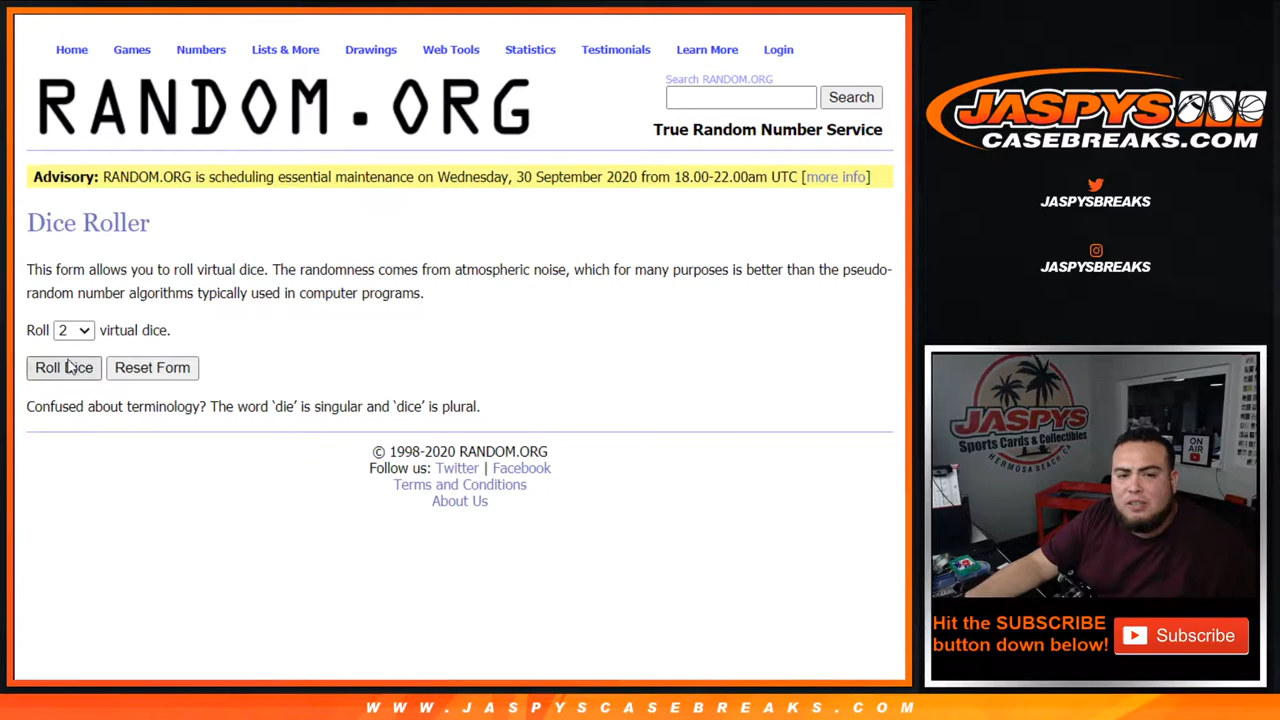 Home Games Numbers Lists & More Drawings Web Tools Statistics Testimonials Learn More Login
RANDOM.ORG
Search RANDOM.ORG
Search
True Random Number Service
Advisory: RANDOM.ORG is scheduling essential maintenance on Wednesday, 30 September 2020 from 18.00-22.00am UTC [more info]
Dice Roller
This form allows you to roll virtual dice. The randomness comes from atmospheric noise, which for many purposes is better than the pseudo-
random number algorithms typically used in computer programs.
Roll 2 virtual dice.
Roll Dice Reset Form
Confused about terminology? The word ‘die’ is singular and ‘dice’ is plural.
© 1998-2020 RANDOM.ORG
Follow us: Twitter | Facebook
Terms and Conditions
About Us
JASPYS
CASEBREAKS.COM
JASPYSBREAKS
JASPYSBREAKS
JASPYS
Sports Cards & Collectibles
HERMOSA BEACH, CA
ON
AIR
Hit the SUBSCRIBE
button down below!
Subscribe
WWW.JASPYSCASEBREAKS.COM